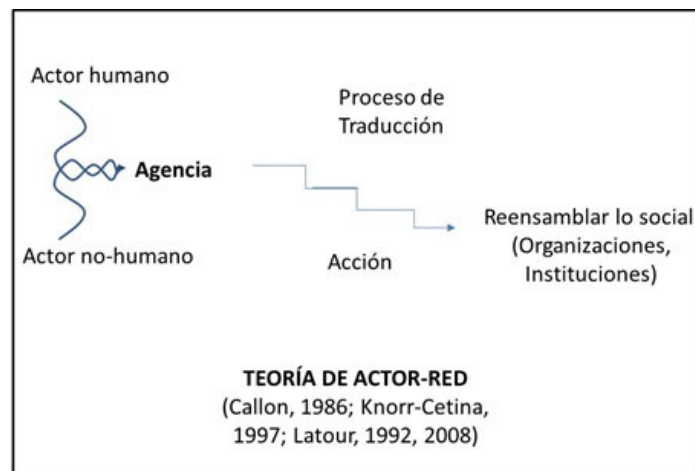 Actor humano
Proceso de
Traducción
Agencia
Reensamblar lo social
(Organizaciones,
Instituciones)
Actor no-humano
Acción
TEORÍA DE ACTOR-RED
(Callon, 1986; Knorr-Cetina,
1997; Latour, 1992, 2008)